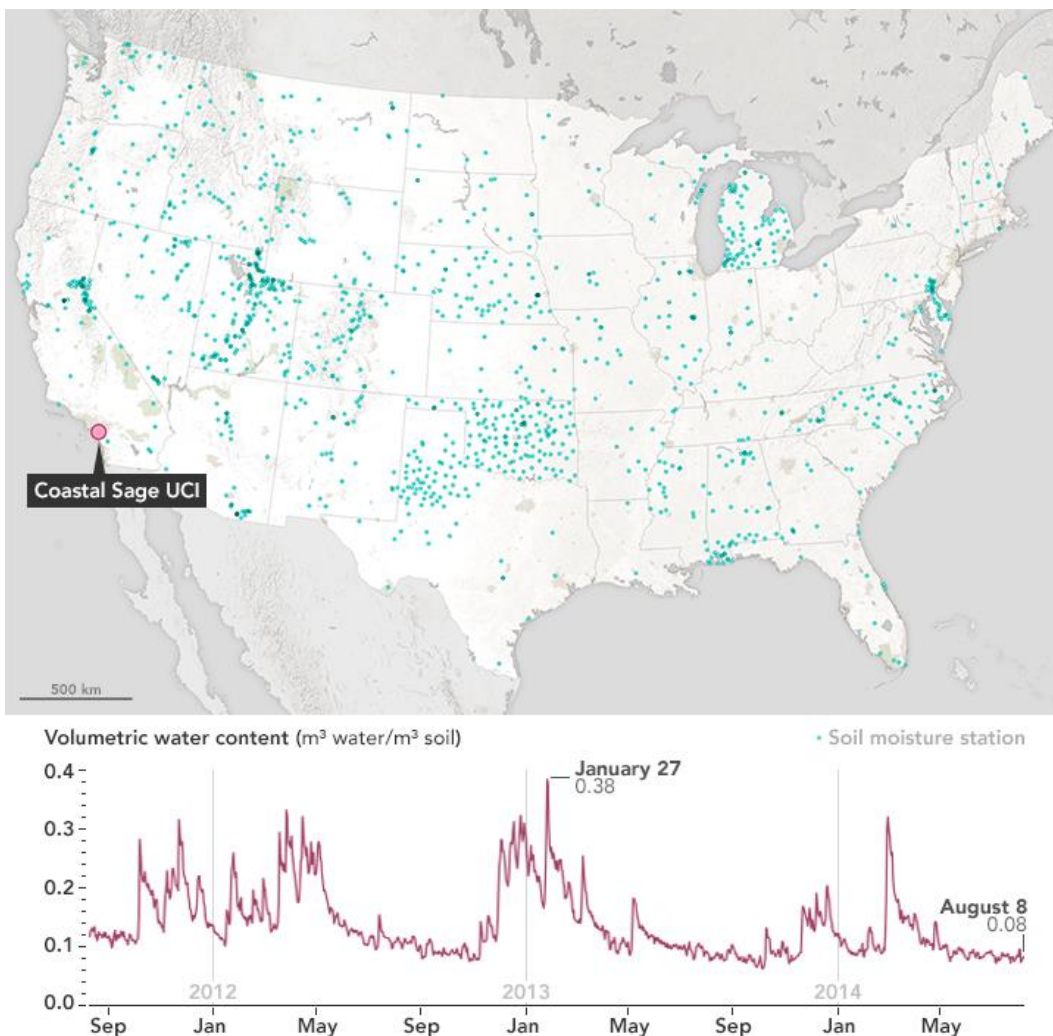 Coastal Sage UCI
500 km
Volumetric water content (m³ water/m³ soil)
• Soil moisture station
0.4
January 27
0.38
0.3
0.2
August 8
0.08
0.1
2012
2013
2014
0.0
Sep Jan May Sep Jan May Sep Jan May